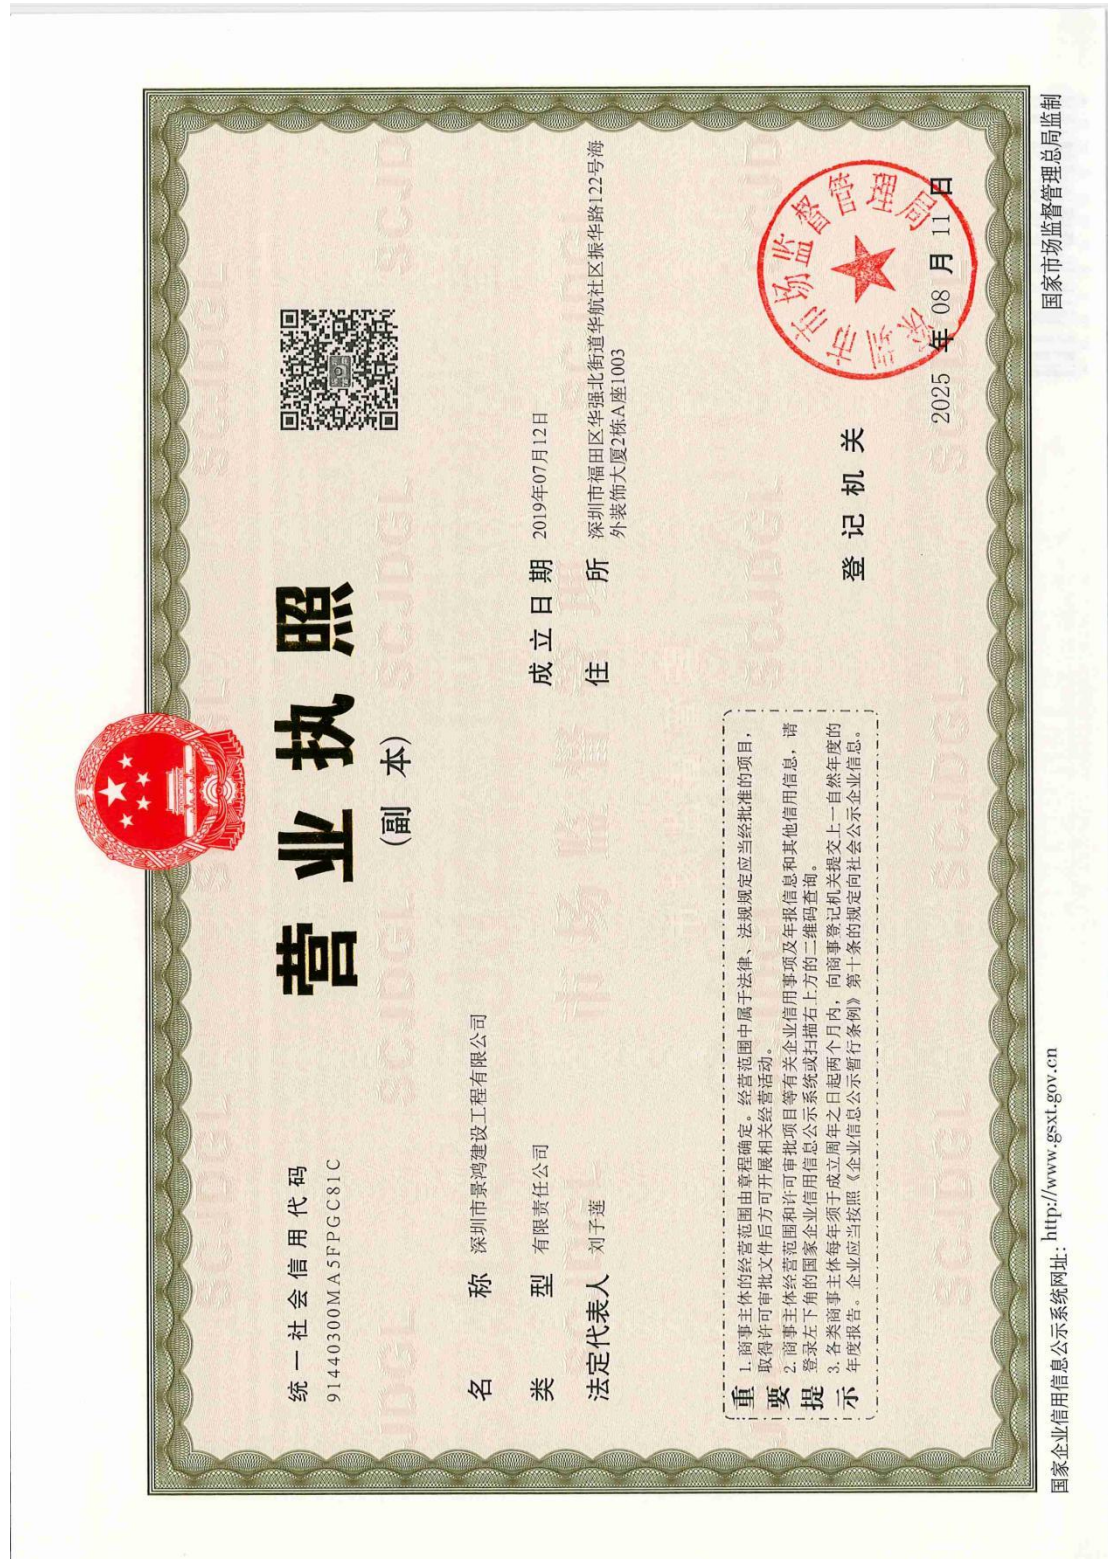 统一社会信用代码
91440300MA5FPGC81C
营业执照
(副 本)
名 称 深圳市景鸿建设工程有限公司
类 型 有限责任公司
法定代表人 刘子莲
成立日期 2019年07月12日
住 所 深圳市福田区华强北街道华航社区振华路122号海
外装饰大厦2栋A座1003
重要提示
1. 商事主体的经营范围由章程确定。经营范围中属于法律、法规规定应当经批准的项目,
取得许可审批文件后方可开展相关经营活动。
2. 商事主体经营范围和许可审批项目等有关企业信用事项及年报信息和其他信用信息,请
登录左下角的国家企业信用信息公示系统或扫描右上方的二维码查询。
3. 各类商事主体每年须于成立周年之日起两个月内,向商事登记机关提交上一自然年度的
年度报告。企业应当按照《企业信息公示暂行条例》第十条的规定向社会公示企业信息。
登记机关
深圳市市场监督管理局
2025 年 08 月 11 日
国家企业信用信息公示系统网址: http://www.gsxt.gov.cn
国家市场监督管理总局监制